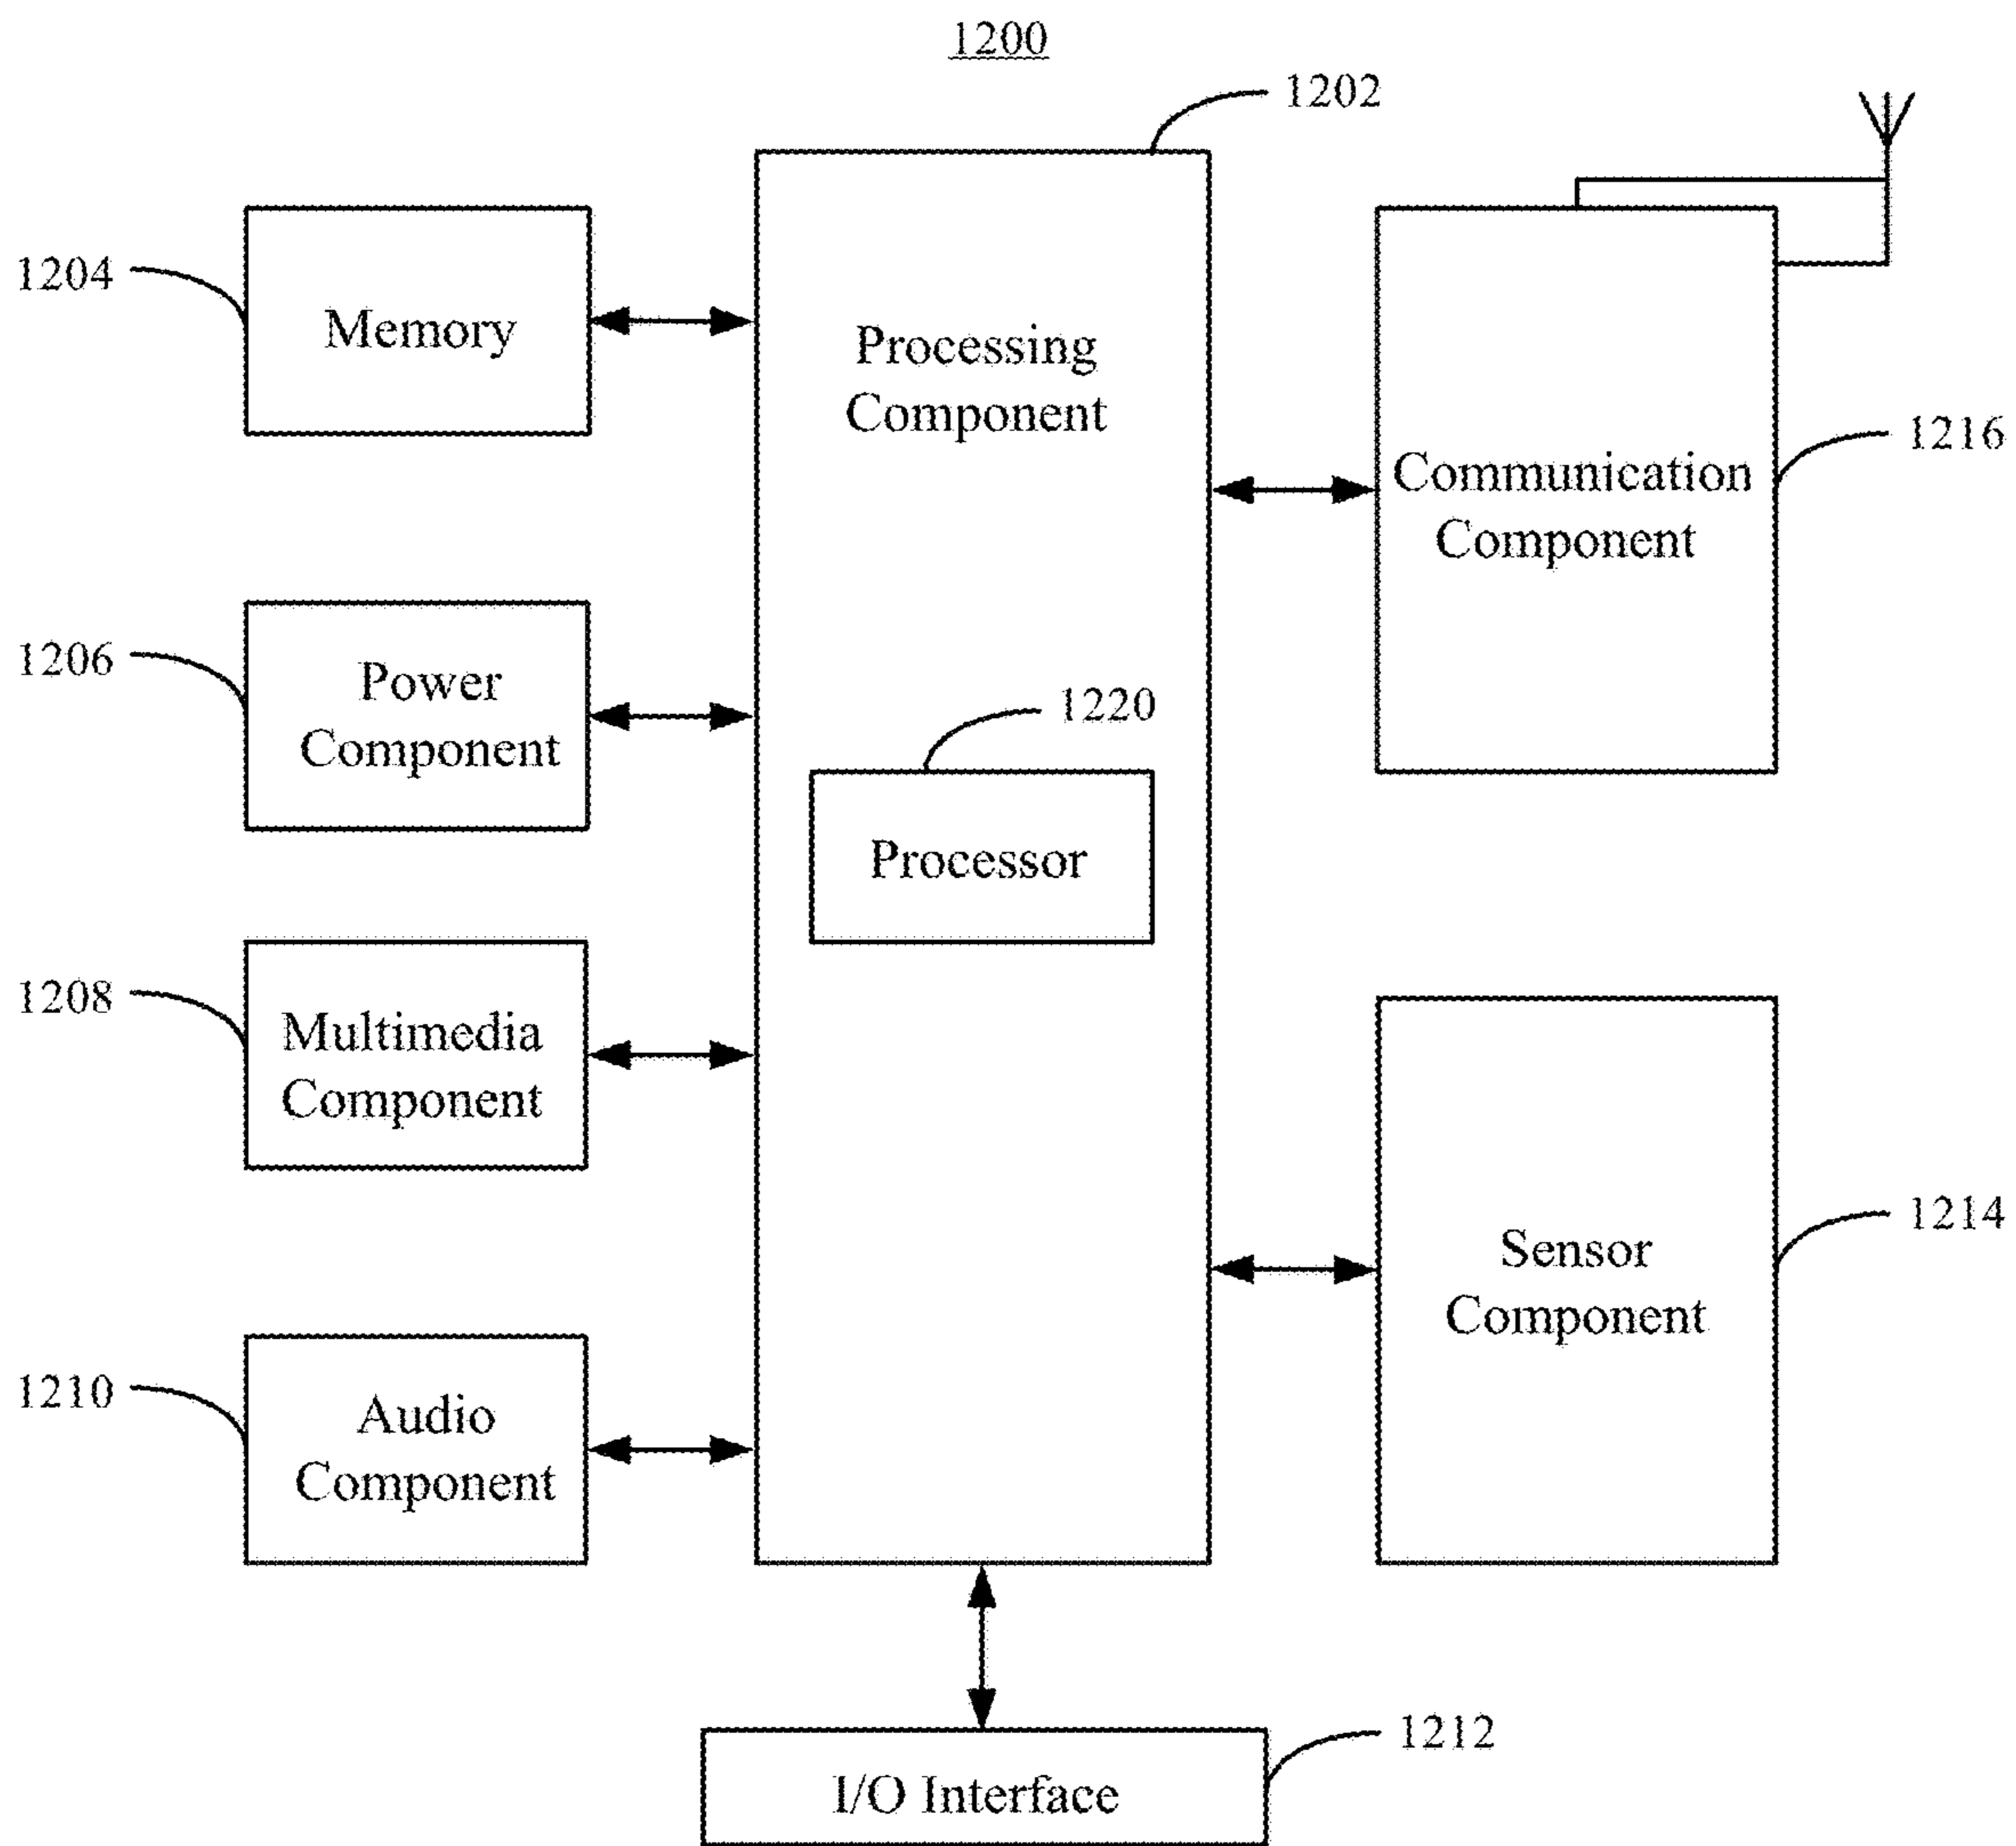 1200
1202
1204
Memory
Processing
Component
Communication
Component
1216
1206
Power
Component
1220
Processor
1208
Multimedia
Component
Sensor
Component
1214
1210
Audio
Component
1212
I/O Interface